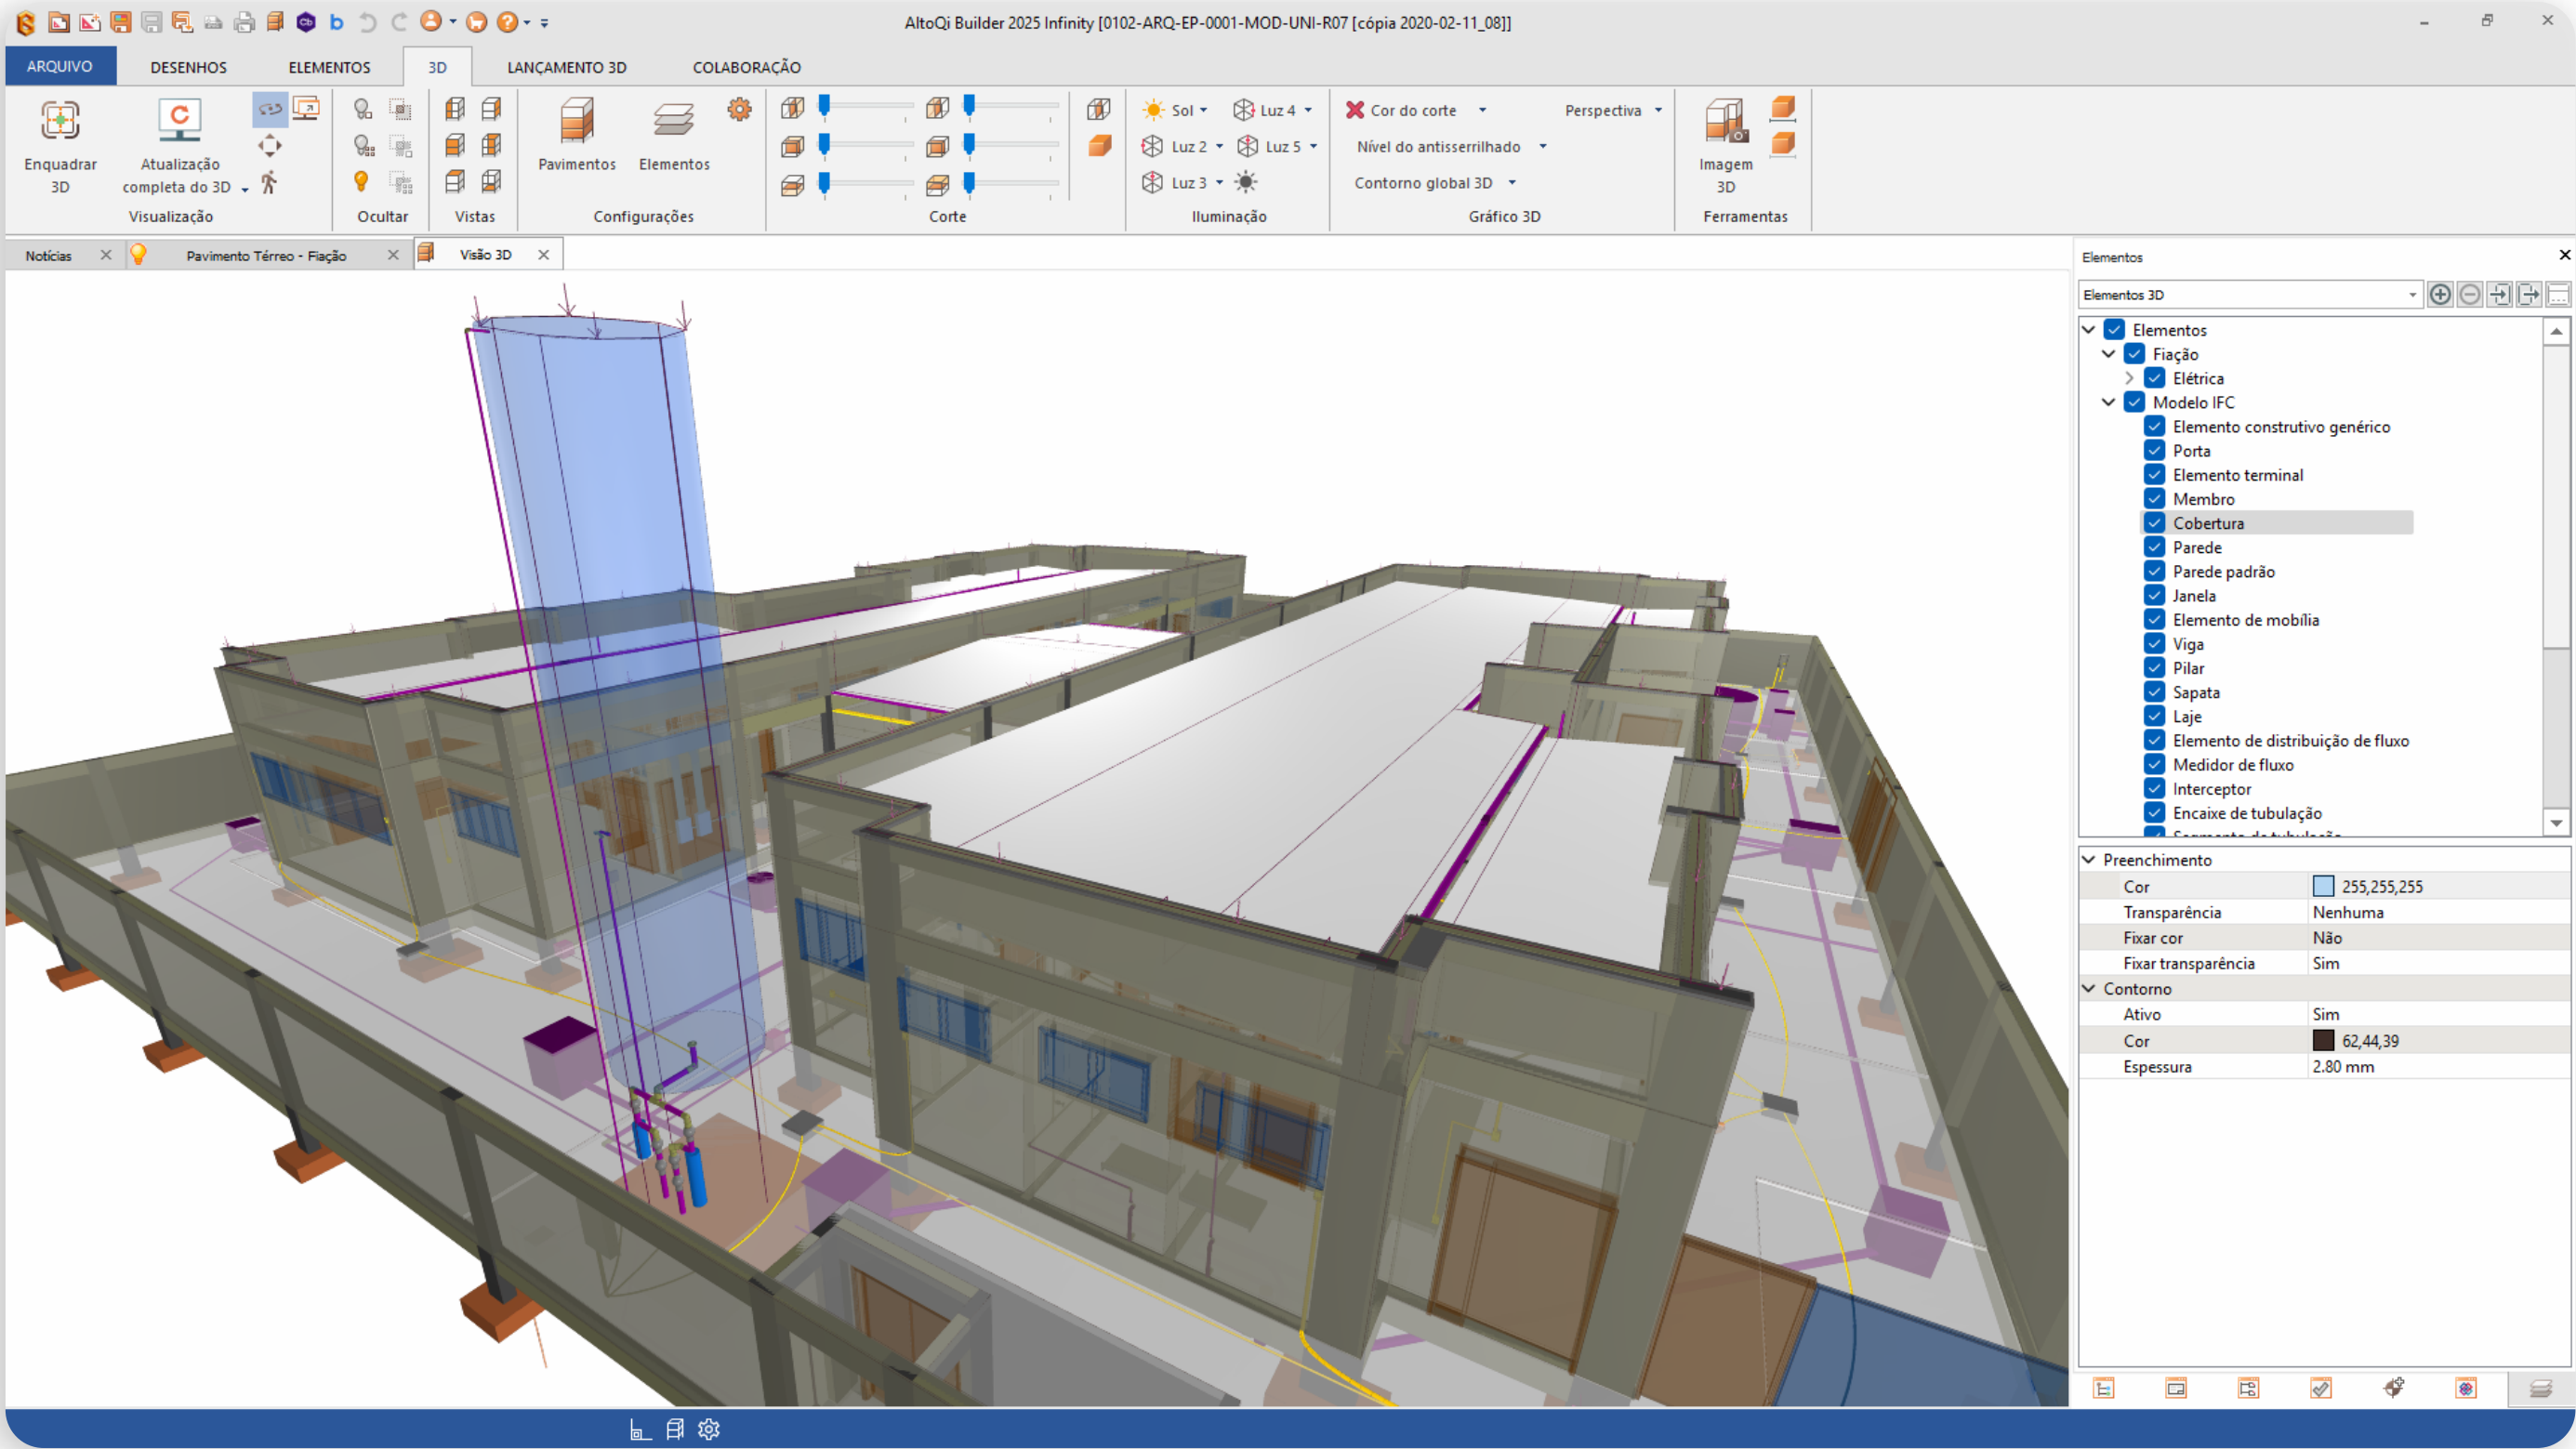 AltoQi Builder 2025 Infinity [0102-ARQ-EP-0001-MOD-UNI-R07 [cópia 2020-02-11_08]]
ARQUIVO
DESENHOS
ELEMENTOS
3D
LANÇAMENTO 3D
COLABORAÇÃO
Enquadrar
3D
Atualização
completa do 3D
Visualização
Ocultar
Vistas
Pavimentos
Elementos
Configurações
Corte
Sol
Luz 4
Luz 2
Luz 5
Luz 3
Iluminação
Cor do corte
Perspectiva
Nível do antisserrilhado
Contorno global 3D
Gráfico 3D
Imagem
3D
Ferramentas
Notícias
Pavimento Térreo - Fiação
Visão 3D
Elementos
Elementos 3D
Elementos
Fiação
Elétrica
Modelo IFC
Elemento construtivo genérico
Porta
Elemento terminal
Membro
Cobertura
Parede
Parede padrão
Janela
Elemento de mobília
Viga
Pilar
Sapata
Laje
Elemento de distribuição de fluxo
Medidor de fluxo
Interceptor
Encaixe de tubulação
Preenchimento
Cor 255,255,255
Transparência Nenhuma
Fixar cor Não
Fixar transparência Sim
Contorno
Ativo Sim
Cor 62,44,39
Espessura 2.80 mm